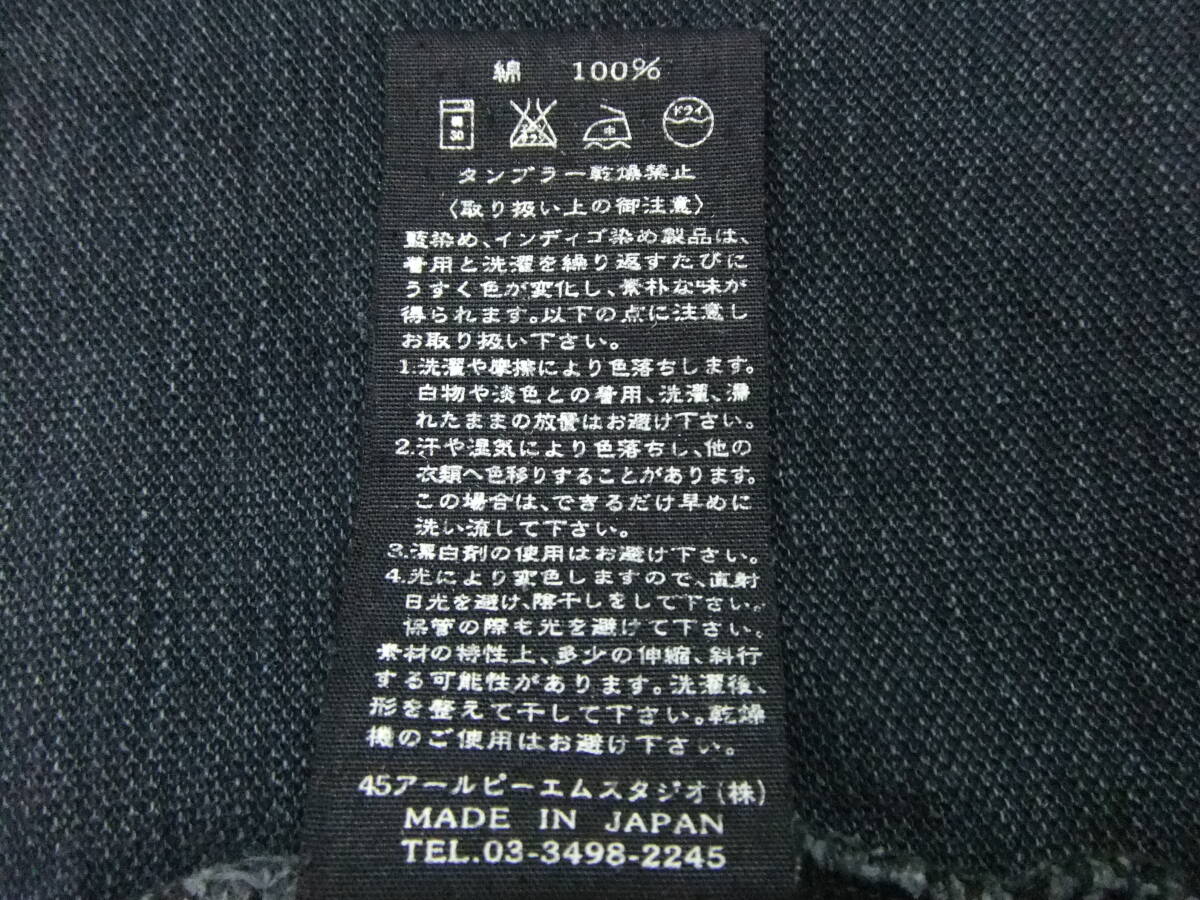 綿 100%
30
中
ドライ
タンブラー乾燥禁止
〈取り扱い上の御注意〉
藍染め、インディゴ染め製品は、
着用と洗濯を繰り返すたびに
うすく色が変化し、素朴な味が
得られます。以下の点に注意し
お取り扱い下さい。
1.洗濯や摩擦により色落ちします。
白物や淡色との着用、洗濯、濡
れたままの放置はお避け下さい。
2.汗や湿気により色落ちし、他の
衣類へ色移りすることがあります。
この場合は、できるだけ早めに
洗い流して下さい。
3.漂白剤の使用はお避け下さい。
4.光により変色しますので、直射
日光を避け、陰干しをして下さい。
保管の際も光を避けて下さい。
素材の特性上、多少の伸縮、斜行
する可能性があります。洗濯後、
形を整えて干して下さい。乾燥
機のご使用はお避け下さい。
45アールピーエムスタジオ(株)
MADE IN JAPAN
TEL.03-3498-2245